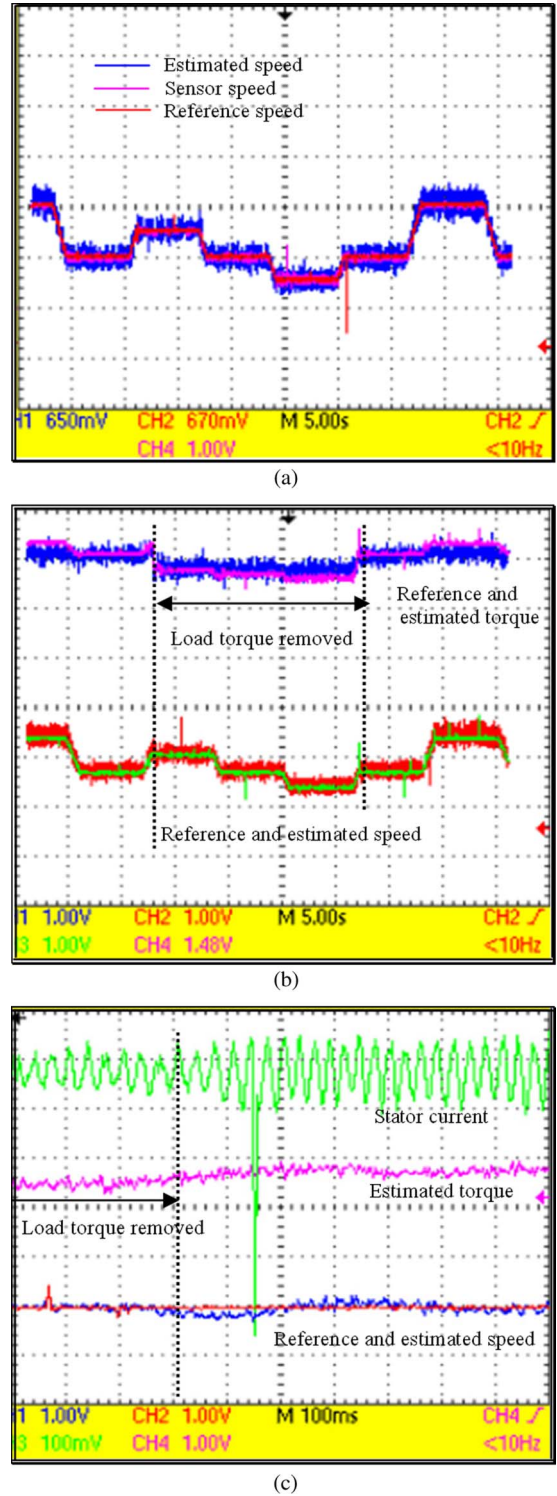 Estimated speed
Sensor speed
Reference speed
H1 650mV CH2 670mV M 5.00s CH2
CH4 1.00V <10Hz
(a)
Reference and
estimated torque
Load torque removed
Reference and estimated speed
1 1.00V CH2 1.00V M 5.00s CH2
3 1.00V CH4 1.48V <10Hz
(b)
Stator current
Estimated torque
Load torque removed
Reference and estimated speed
1 1.00V CH2 1.00V M 100ms CH4
3 100mV CH4 1.00V <10Hz
(c)